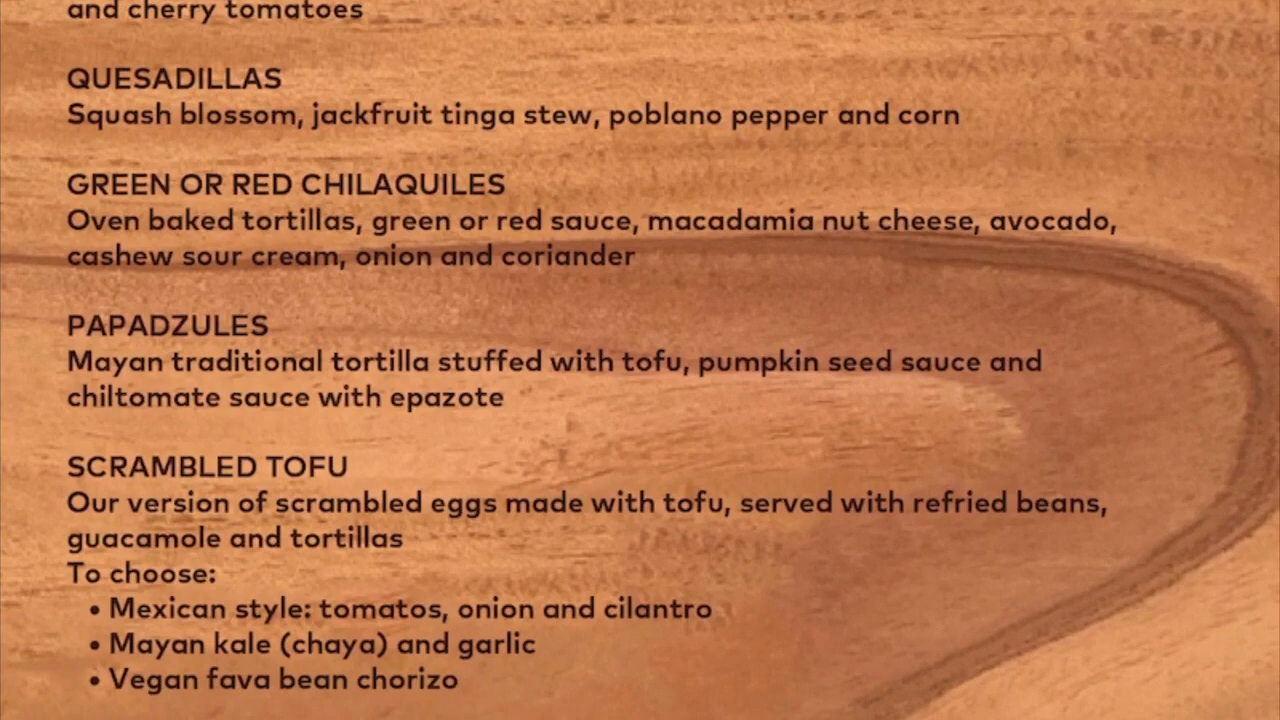 and cherry tomatoes
QUESADILLAS
Squash blossom, jackfruit tinga stew, poblano pepper and corn
GREEN OR RED CHILAQUILES
Oven baked tortillas, green or red sauce, macadamia nut cheese, avocado,
cashew sour cream, onion and coriander
PAPADZULES
Mayan traditional tortilla stuffed with tofu, pumpkin seed sauce and
chiltomate sauce with epazote
SCRAMBLED TOFU
Our version of scrambled eggs made with tofu, served with refried beans,
guacamole and tortillas
To choose:
• Mexican style: tomatos, onion and cilantro
• Mayan kale (chaya) and garlic
• Vegan fava bean chorizo